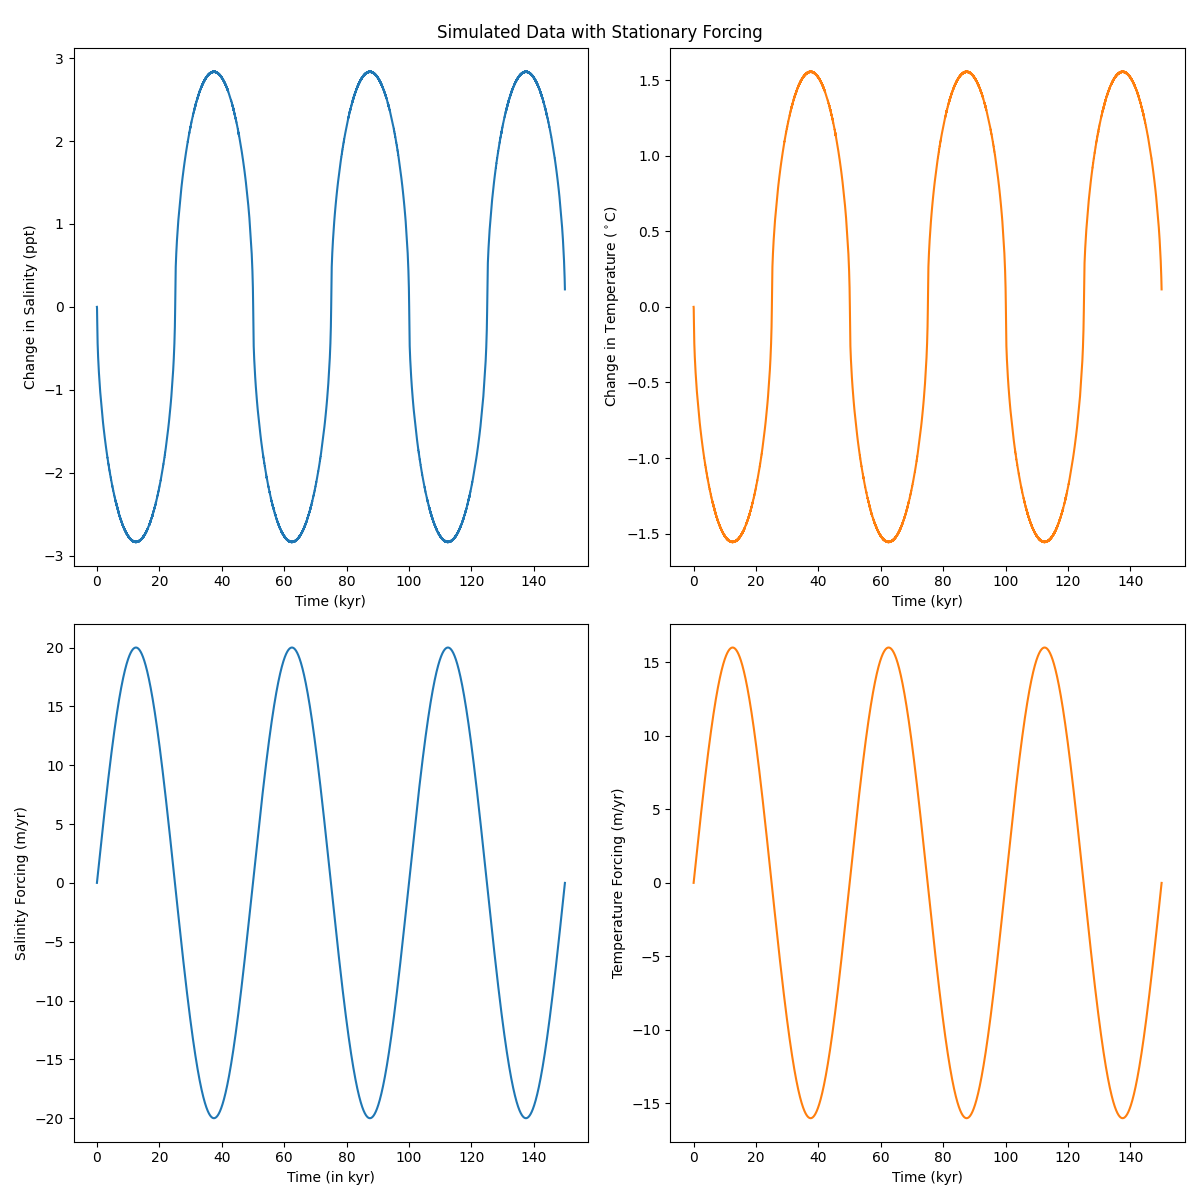 Simulated Data with Stationary Forcing
Change in Salinity (ppt)
3
2
1
0
−1
−2
−3
0 20 40 60 80 100 120 140
Time (kyr)
Change in Temperature (°C)
1.5
1.0
0.5
0.0
−0.5
−1.0
−1.5
0 20 40 60 80 100 120 140
Time (kyr)
Salinity Forcing (m/yr)
20
15
10
5
0
−5
−10
−15
−20
0 20 40 60 80 100 120 140
Time (in kyr)
Temperature Forcing (m/yr)
15
10
5
0
−5
−10
−15
0 20 40 60 80 100 120 140
Time (kyr)